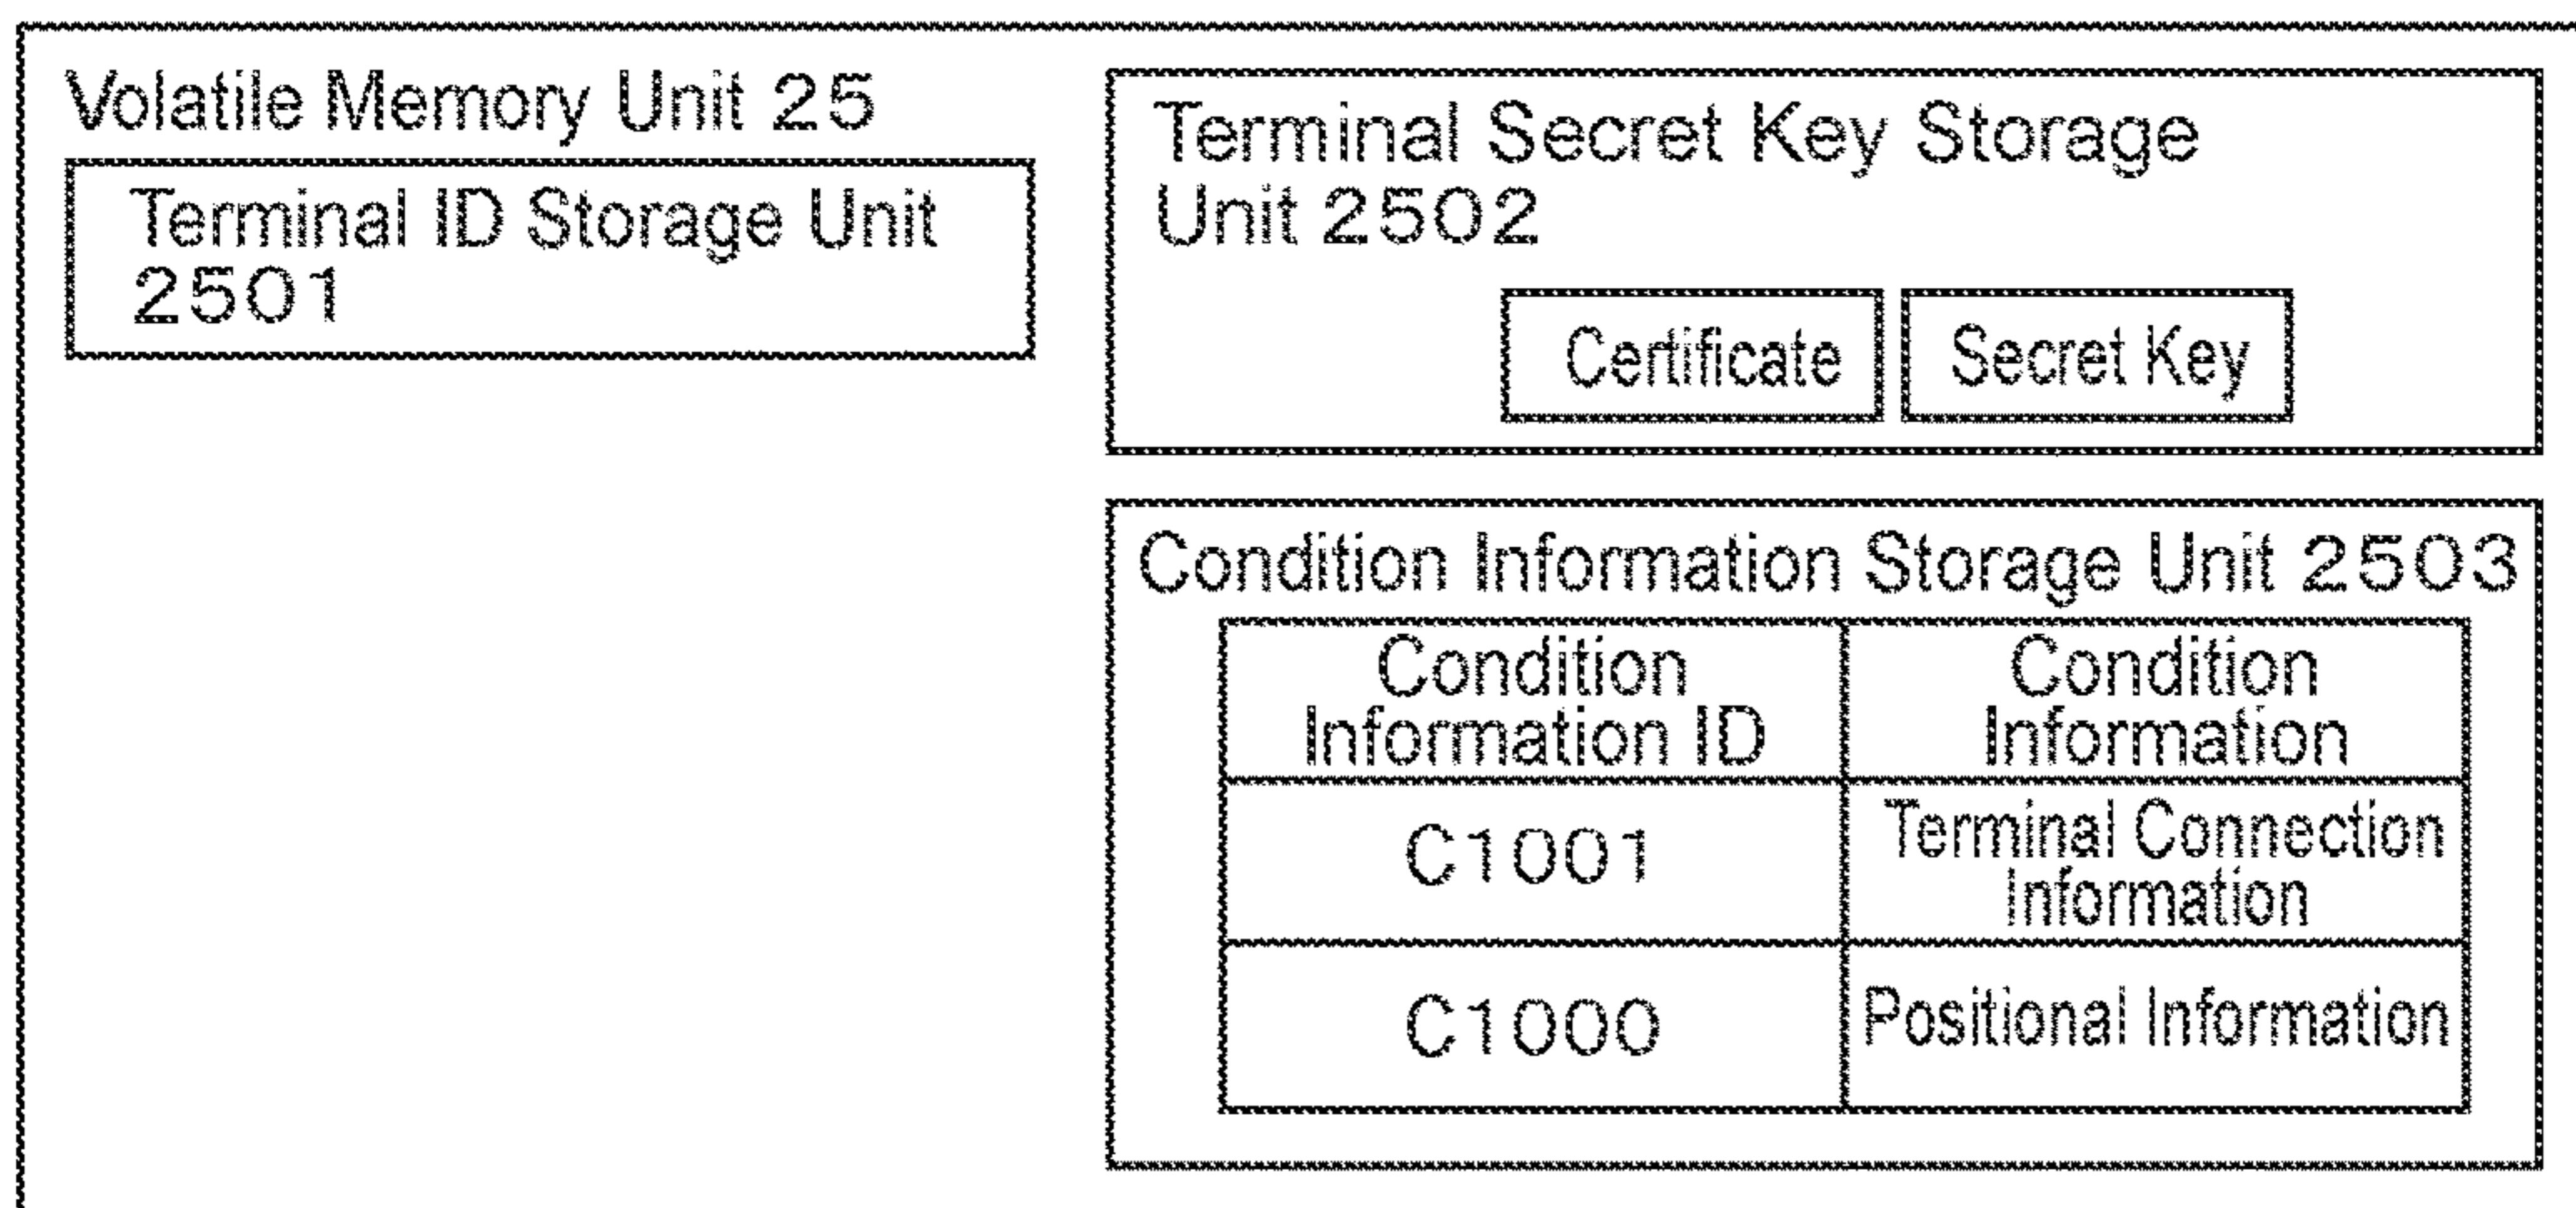 Volatile Memory Unit 25
Terminal ID Storage Unit
2501
Terminal Secret Key Storage
Unit 2502
Certificate
Secret Key
Condition Information Storage Unit 2503
Condition
Information ID
Condition
Information
C1001
Terminal Connection
Information
C1000
Positional Information